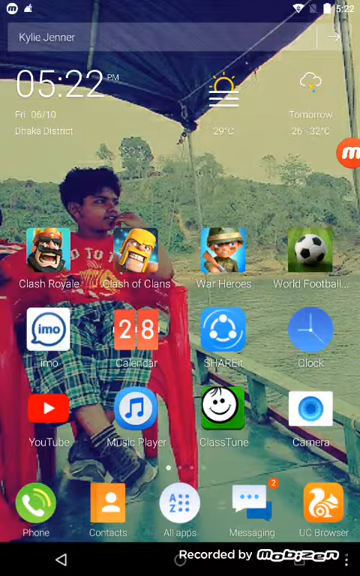 5:22
Kylie Jenner
05:22 PM
Fri 06/10
Dhaka District
29°C
Tomorrow
26 - 32°C
Clash Royale
Clash of Clans
War Heroes
World Football...
imo
28
imo
Calendar
SHAREit
Clock
YouTube
Music Player
ClassTune
Camera
A B
Z
2
Phone
Contacts
All apps
Messaging
UC Browser
Recorded by Mobizen